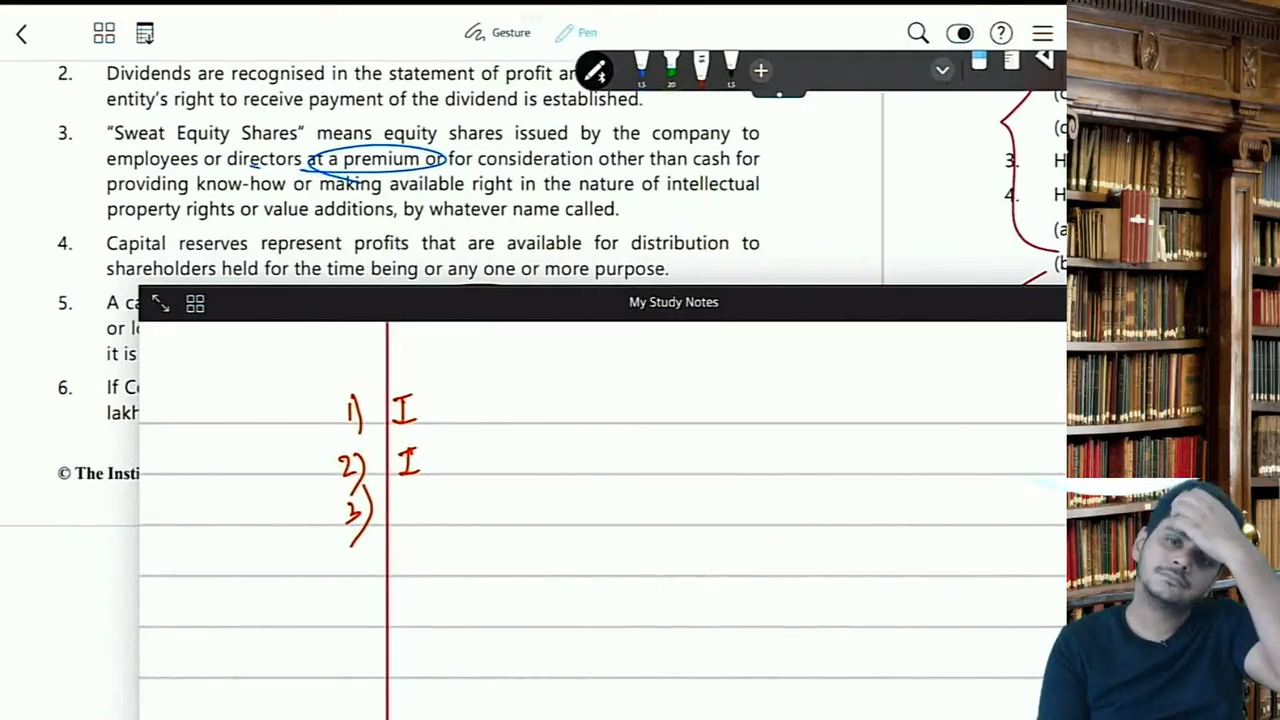 Gesture
Pen
2. Dividends are recognised in the statement of profit an
entity's right to receive payment of the dividend is established.
3. "Sweat Equity Shares" means equity shares issued by the company to
employees or directors at a premium or for consideration other than cash for
providing know-how or making available right in the nature of intellectual
property rights or value additions, by whatever name called.
4. Capital reserves represent profits that are available for distribution to
shareholders held for the time being or any one or more purpose.
5. A ca
or lo
it is
6. If Co
lakh
© The Insti
15
20
15
3. H
4. H
(a
(b
My Study Notes
1) I
2) I
3)